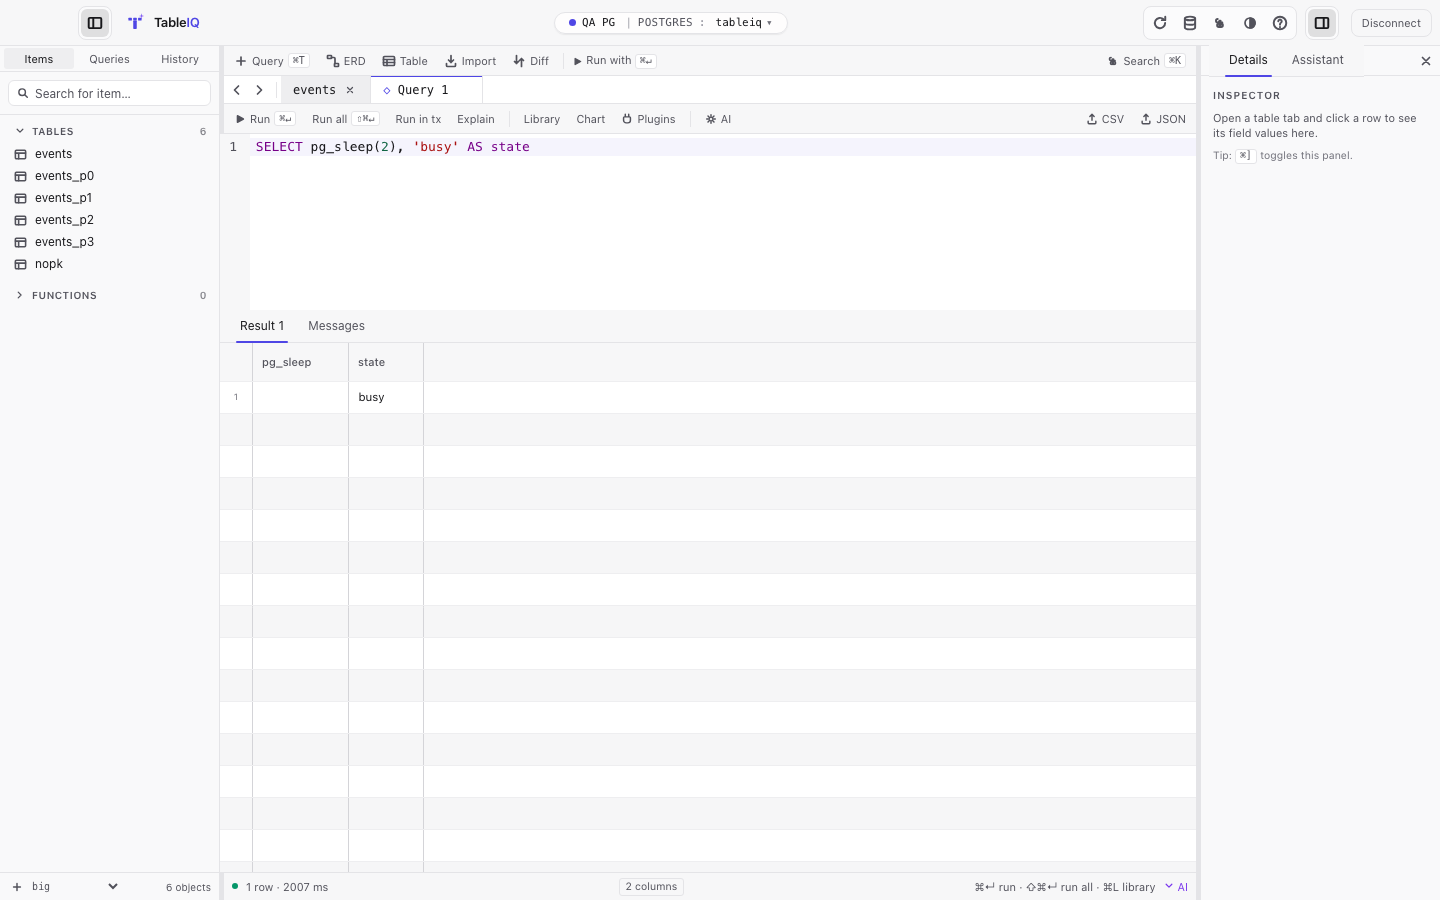 TableIQ
QA PG | POSTGRES : tableiq ▾
Disconnect
Items Queries History
Search for item...
TABLES 6
events
events_p0
events_p1
events_p2
events_p3
nopk
FUNCTIONS 0
big 6 objects
Query ⌘T ERD Table Import Diff Run with ⌘↵ Search ⌘K
events × ◇ Query 1
Run ⌘↵ Run all ⇧⌘↵ Run in tx Explain Library Chart Plugins AI CSV JSON
1 SELECT pg_sleep(2), 'busy' AS state
Result 1 Messages
pg_sleep state
1 busy
1 row · 2007 ms 2 columns ⌘↵ run · ⇧⌘↵ run all · ⌘L library AI
Details Assistant
INSPECTOR
Open a table tab and click a row to see
its field values here.
Tip: ⌘] toggles this panel.